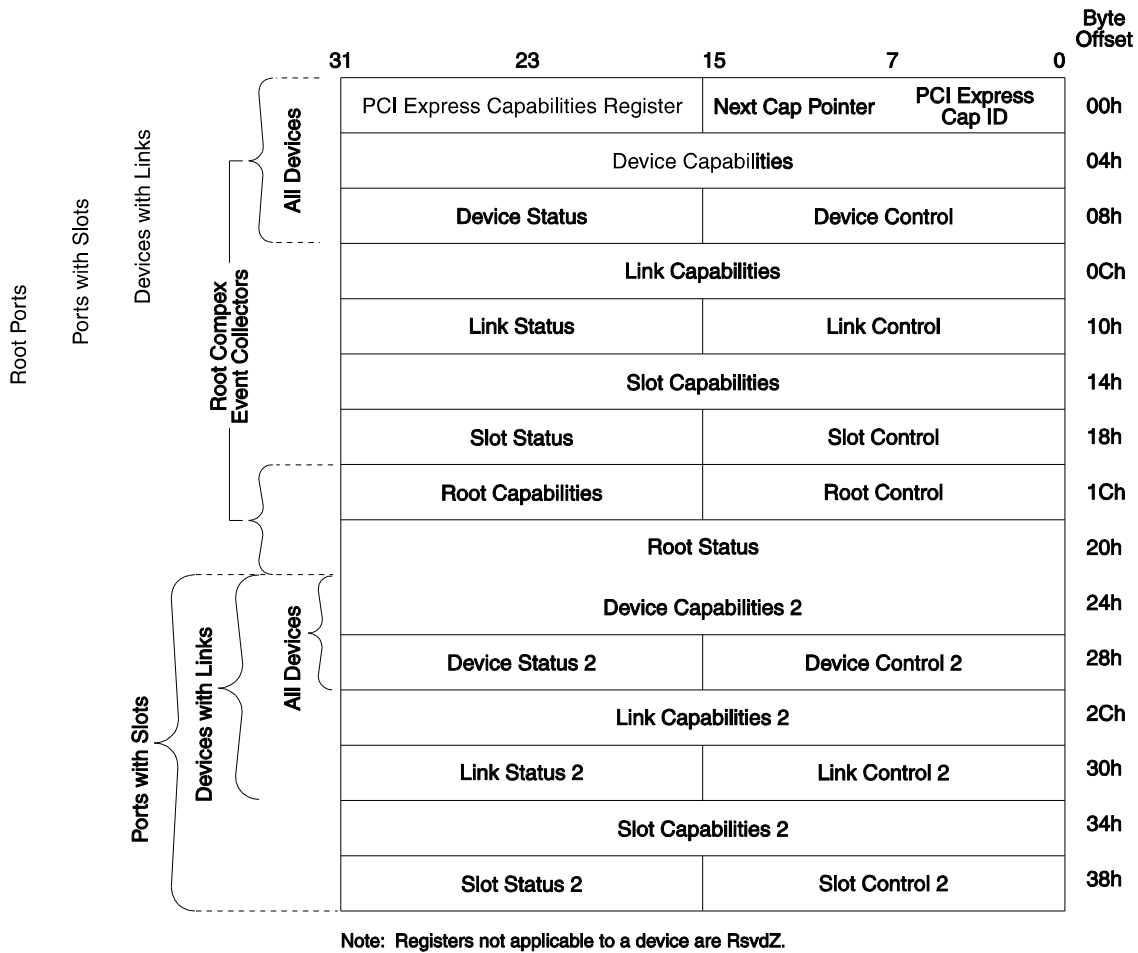 Byte
Offset
31 23 15 7 0
PCI Express Capabilities Register Next Cap Pointer PCI Express
Cap ID 00h
Device Capabilities 04h
Device Status Device Control 08h
Link Capabilities 0Ch
Link Status Link Control 10h
Slot Capabilities 14h
Slot Status Slot Control 18h
Root Capabilities Root Control 1Ch
Root Status 20h
Device Capabilities 2 24h
Device Status 2 Device Control 2 28h
Link Capabilities 2 2Ch
Link Status 2 Link Control 2 30h
Slot Capabilities 2 34h
Slot Status 2 Slot Control 2 38h
Root Ports
Ports with Slots
Devices with Links
Root Compex
Event Collectors
All Devices
Ports with Slots
Devices with Links
All Devices
Note: Registers not applicable to a device are RsvdZ.